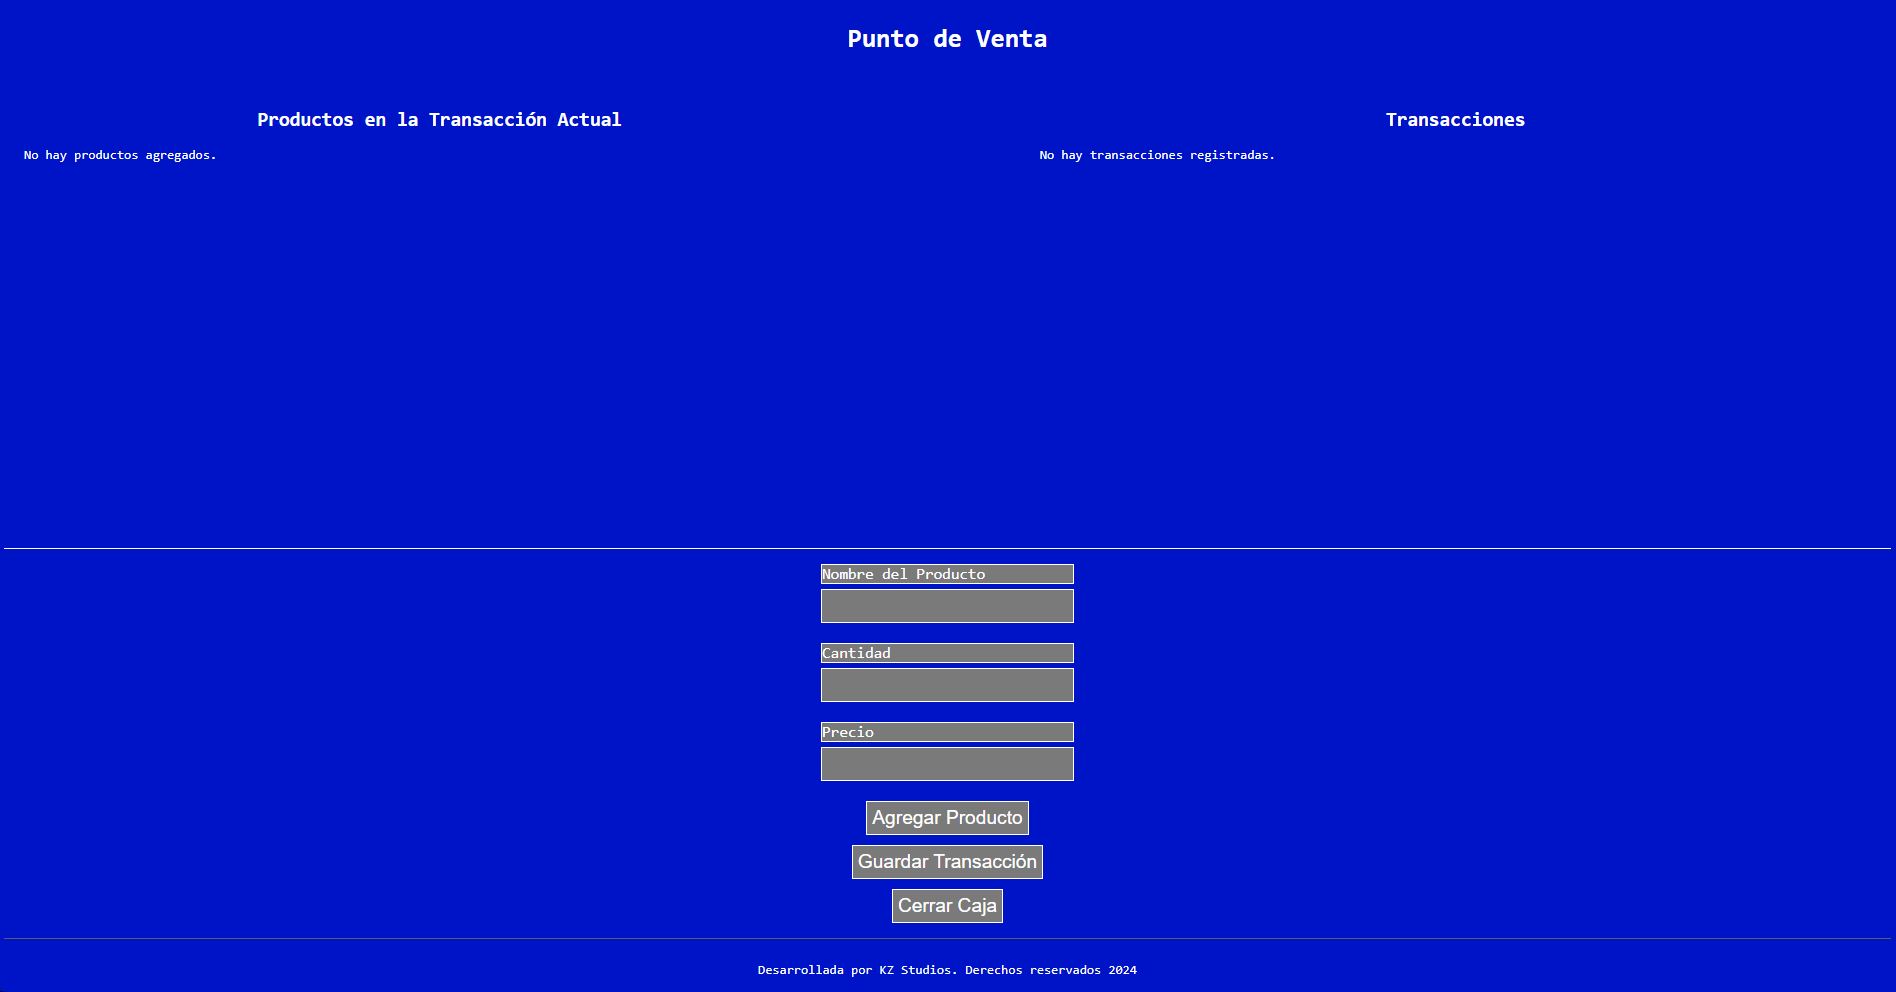 Punto de Venta
Productos en la Transacción Actual
No hay productos agregados.
Transacciones
No hay transacciones registradas.
Nombre del Producto
Cantidad
Precio
Agregar Producto
Guardar Transacción
Cerrar Caja
Desarrollada por KZ Studios. Derechos reservados 2024